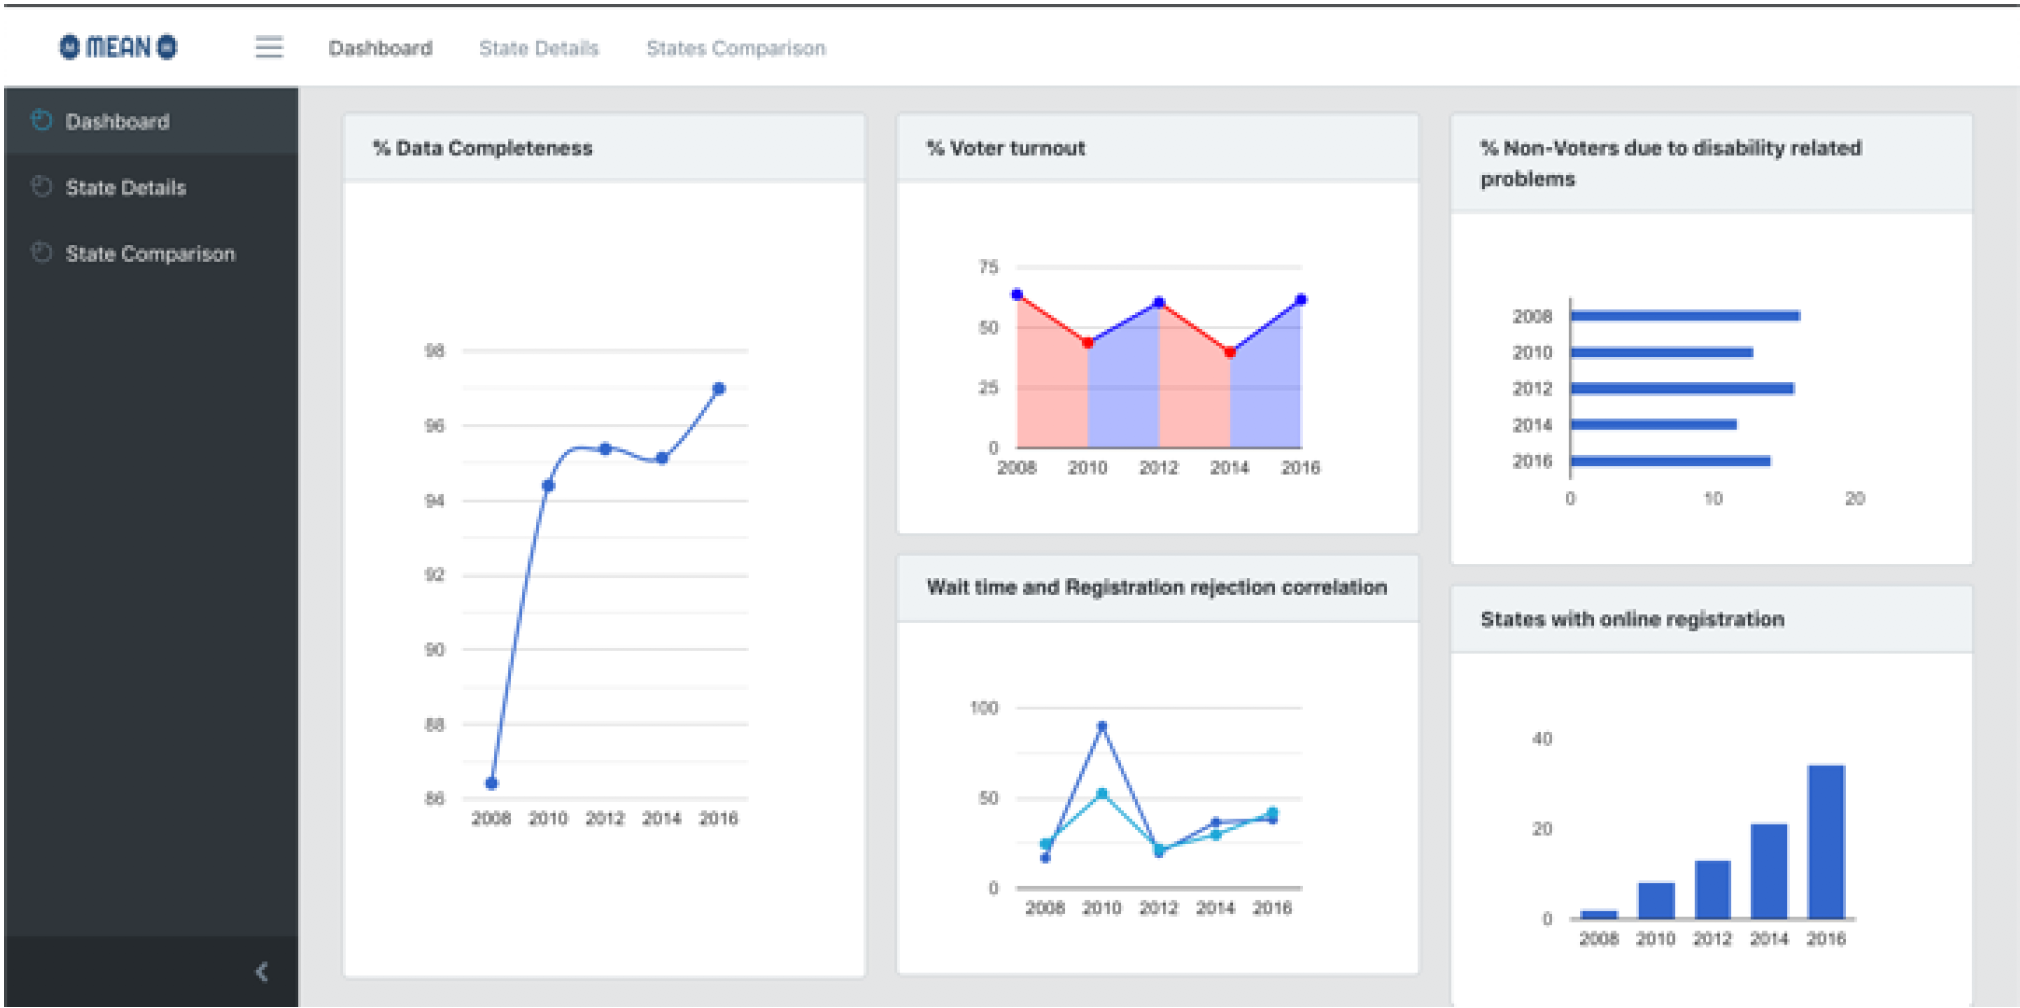 MEAN
Dashboard State Details States Comparison
Dashboard
State Details
State Comparison
% Data Completeness
98
96
94
92
90
88
86
2008 2010 2012 2014 2016
% Voter turnout
75
50
25
0
2008 2010 2012 2014 2016
Wait time and Registration rejection correlation
100
50
0
2008 2010 2012 2014 2016
% Non-Voters due to disability related
problems
2008
2010
2012
2014
2016
0 10 20
States with online registration
40
20
0
2008 2010 2012 2014 2016